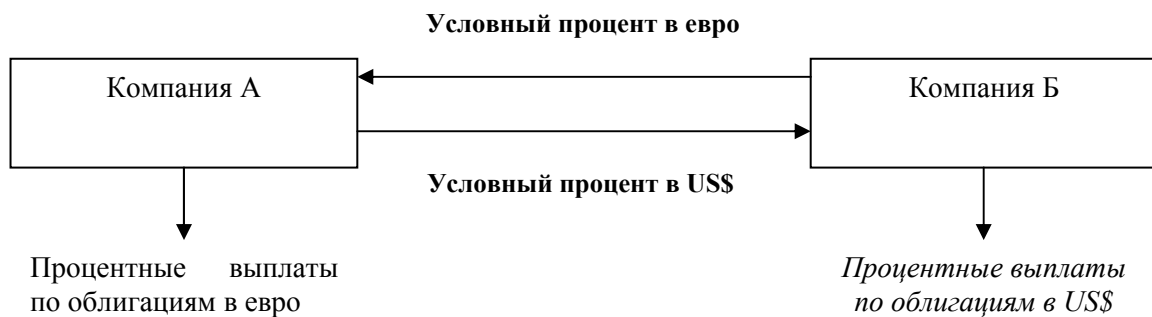 Условный процент в евро
Компания А
Компания Б
Условный процент в US$
Процентные выплаты
по облигациям в евро
Процентные выплаты
по облигациям в US$